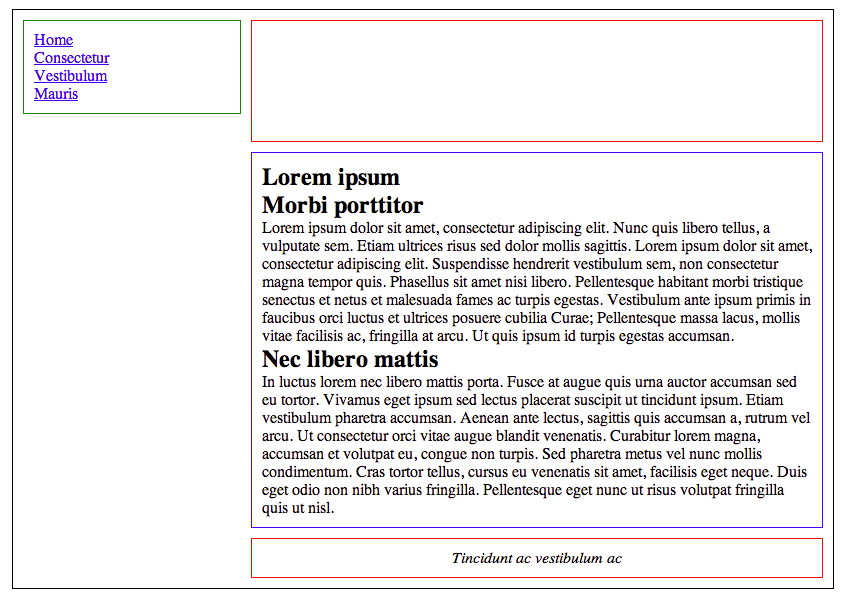 Home
Consectetur
Vestibulum
Mauris
Lorem ipsum
Morbi porttitor
Lorem ipsum dolor sit amet, consectetur adipiscing elit. Nunc quis libero tellus, a
vulputate sem. Etiam ultrices risus sed dolor mollis sagittis. Lorem ipsum dolor sit amet,
consectetur adipiscing elit. Suspendisse hendrerit vestibulum sem, non consectetur
magna tempor quis. Phasellus sit amet nisi libero. Pellentesque habitant morbi tristique
senectus et netus et malesuada fames ac turpis egestas. Vestibulum ante ipsum primis in
faucibus orci luctus et ultrices posuere cubilia Curae; Pellentesque massa lacus, mollis
vitae facilisis ac, fringilla at arcu. Ut quis ipsum id turpis egestas accumsan.
Nec libero mattis
In luctus lorem nec libero mattis porta. Fusce at augue quis urna auctor accumsan sed
eu tortor. Vivamus eget ipsum sed lectus placerat suscipit ut tincidunt ipsum. Etiam
vestibulum pharetra accumsan. Aenean ante lectus, sagittis quis accumsan a, rutrum vel
arcu. Ut consectetur orci vitae augue blandit venenatis. Curabitur lorem magna,
accumsan et volutpat eu, congue non turpis. Sed pharetra metus vel nunc mollis
condimentum. Cras tortor tellus, cursus eu venenatis sit amet, facilisis eget neque. Duis
eget odio non nibh varius fringilla. Pellentesque eget nunc ut risus volutpat fringilla
quis ut nisl.
Tincidunt ac vestibulum ac